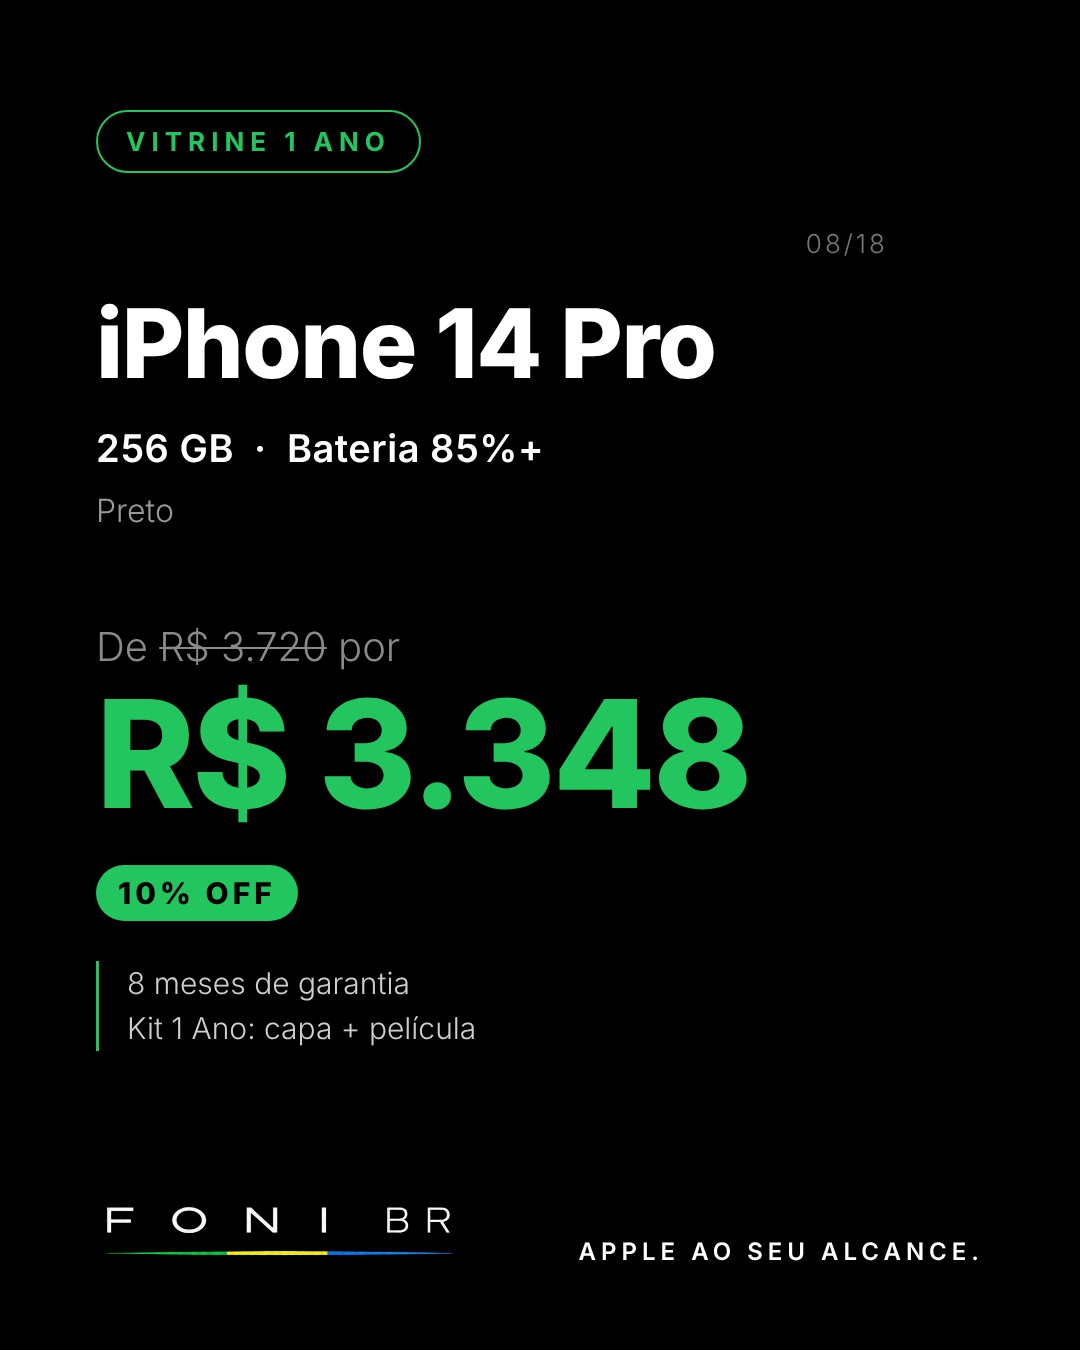 VITRINE 1 ANO
08/18
iPhone 14 Pro
256 GB · Bateria 85%+
Preto
De R$ 3.720 por
R$ 3.348
10% OFF
8 meses de garantia
Kit 1 Ano: capa + película
FONI BR
APPLE AO SEU ALCANCE.